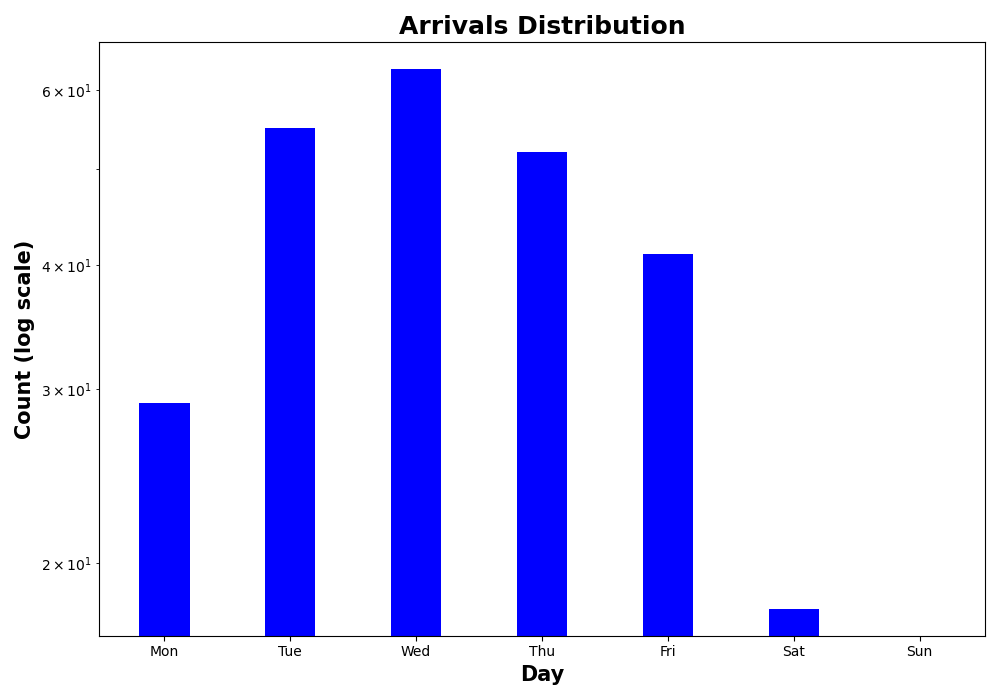 Arrivals Distribution
6 × 10¹
4 × 10¹
3 × 10¹
2 × 10¹
Count (log scale)
Mon Tue Wed Thu Fri Sat Sun
Day